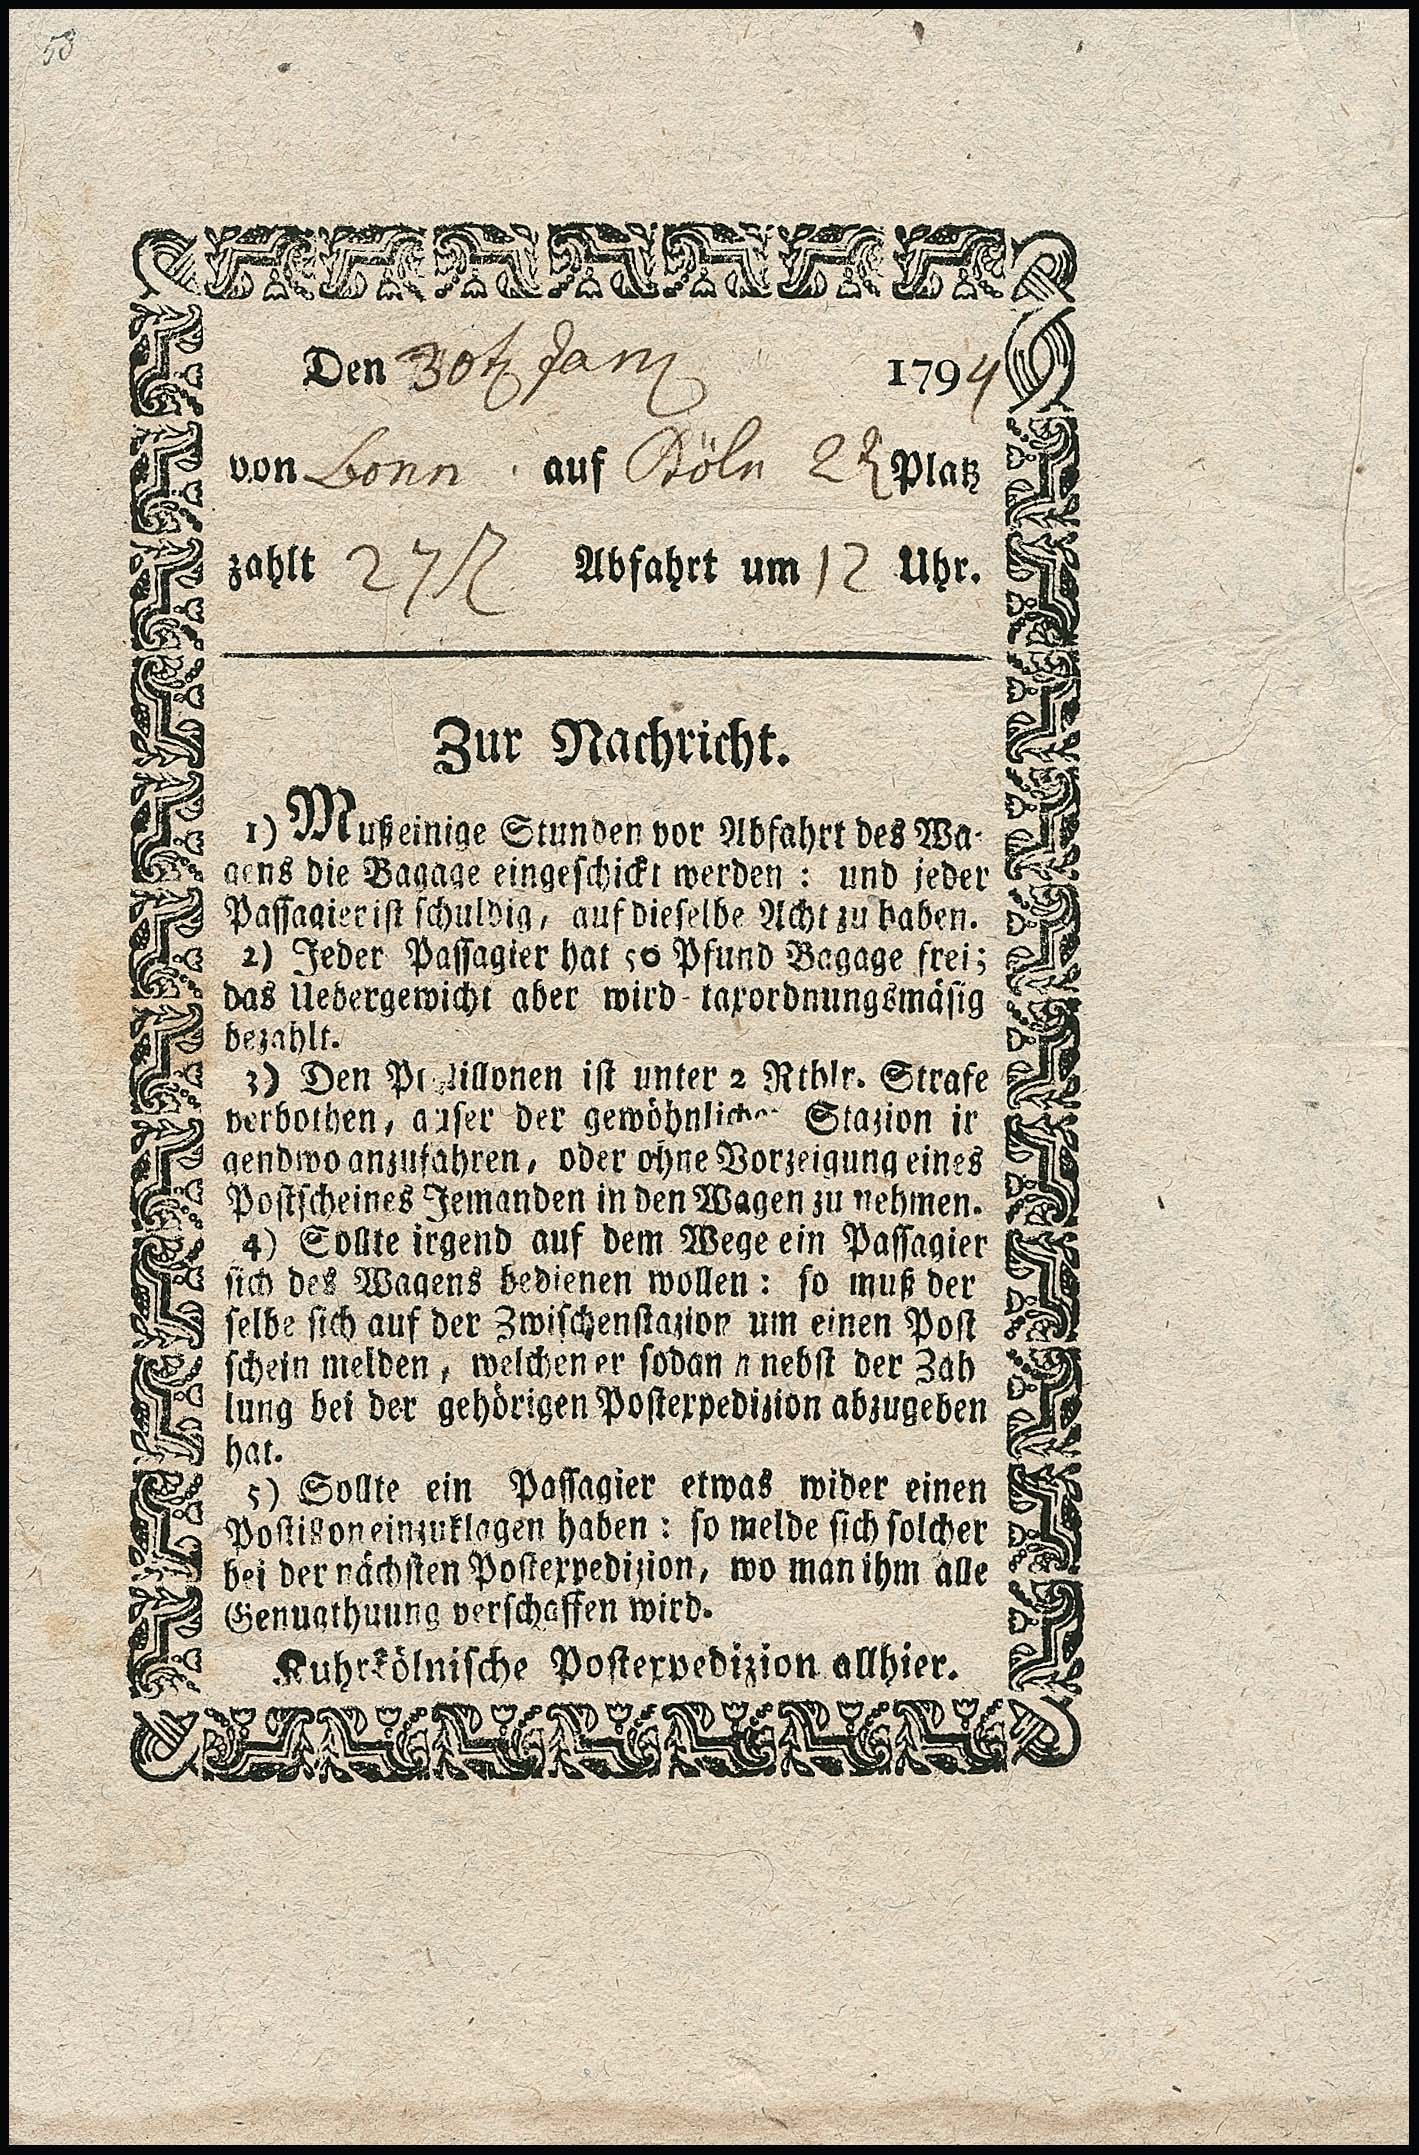 58
Den 30t Jan 1794
von Bonn auf Köln 2 Platz
zahlt 27 Abfahrt um 12 Uhr.
Zur Nachricht.
1) Muß einige Stunden vor Abfahrt des Wa-
gens die Bagage eingeschickt werden: und jeder
Passagier ist schuldig, auf dieselbe Acht zu haben.
2) Jeder Passagier hat 50 Pfund Bagage frei;
das Uebergewicht aber wird taxordnungsmäsig
bezahlt.
3) Den Postillonen ist unter 2 Rthlr. Strafe
verbothen, auser der gewöhnlichen Stazion ir
gendwo anzufahren, oder ohne Vorzeigung eines
Postscheines Jemanden in den Wagen zu nehmen.
4) Sollte irgend auf dem Wege ein Passagier
sich des Wagens bedienen wollen: so muß der
selbe sich auf der Zwischenstazion um einen Post
schein melden, welchen er sodann nebst der Zah
lung bei der gehörigen Postexpedizion abzugeben
hat.
5) Sollte ein Passagier etwas wider einen
Postillon einzuklagen haben: so melde sich solcher
bei der nächsten Postexpedizion, wo man ihm alle
Genugthuung verschaffen wird.
Kuhrkölnische Postexpedizion allhier.